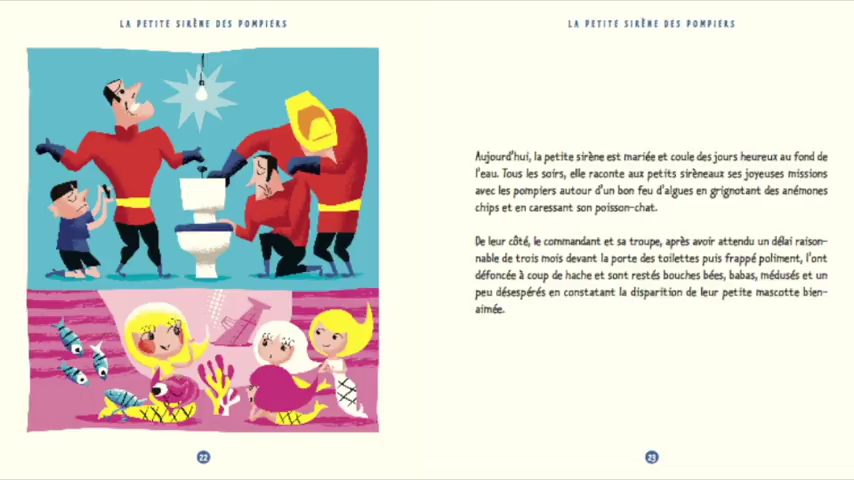 LA PETITE SIRÈNE DES POMPIERS
22
LA PETITE SIRÈNE DES POMPIERS
Aujourd'hui, la petite sirène est mariée et coule des jours heureux au fond de
l'eau. Tous les soirs, elle raconte aux petits sirèneaux ses joyeuses missions
avec les pompiers autour d'un bon feu d'algues en grignotant des anémones
chips et en caressant son poisson-chat.
De leur côté, le commandant et sa troupe, après avoir attendu un délai raison-
nable de trois mois devant la porte des toilettes puis frappé poliment, l'ont
défoncée à coup de hache et sont restés bouches bées, babas, médusés et un
peu désespérés en constatant la disparition de leur petite mascotte bien-
aimée.
23